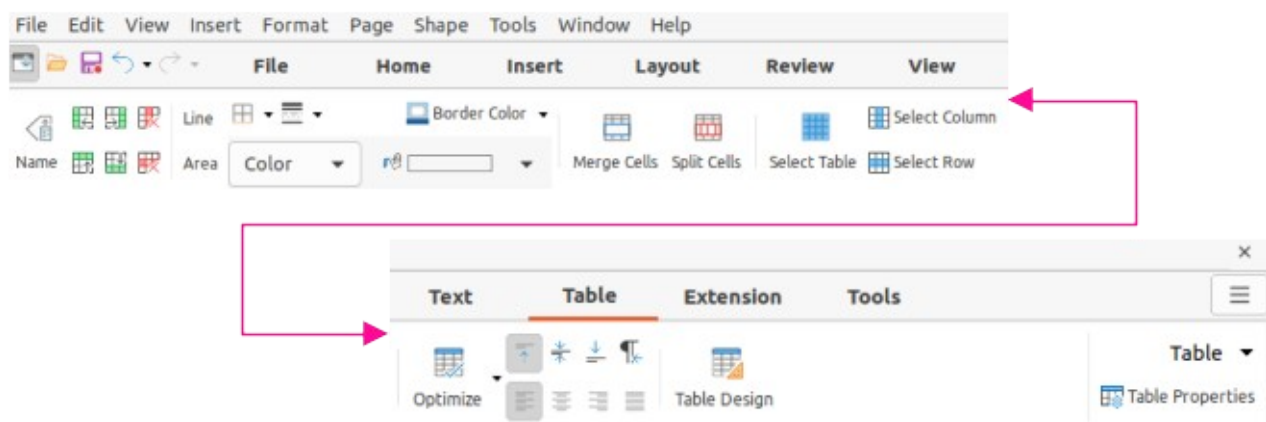 File Edit View Insert Format Page Shape Tools Window Help
File Home Insert Layout Review View
Line Border Color Select Column
Name Area Color Merge Cells Split Cells Select Table Select Row
Text Table Extension Tools
Table
Optimize Table Design Table Properties